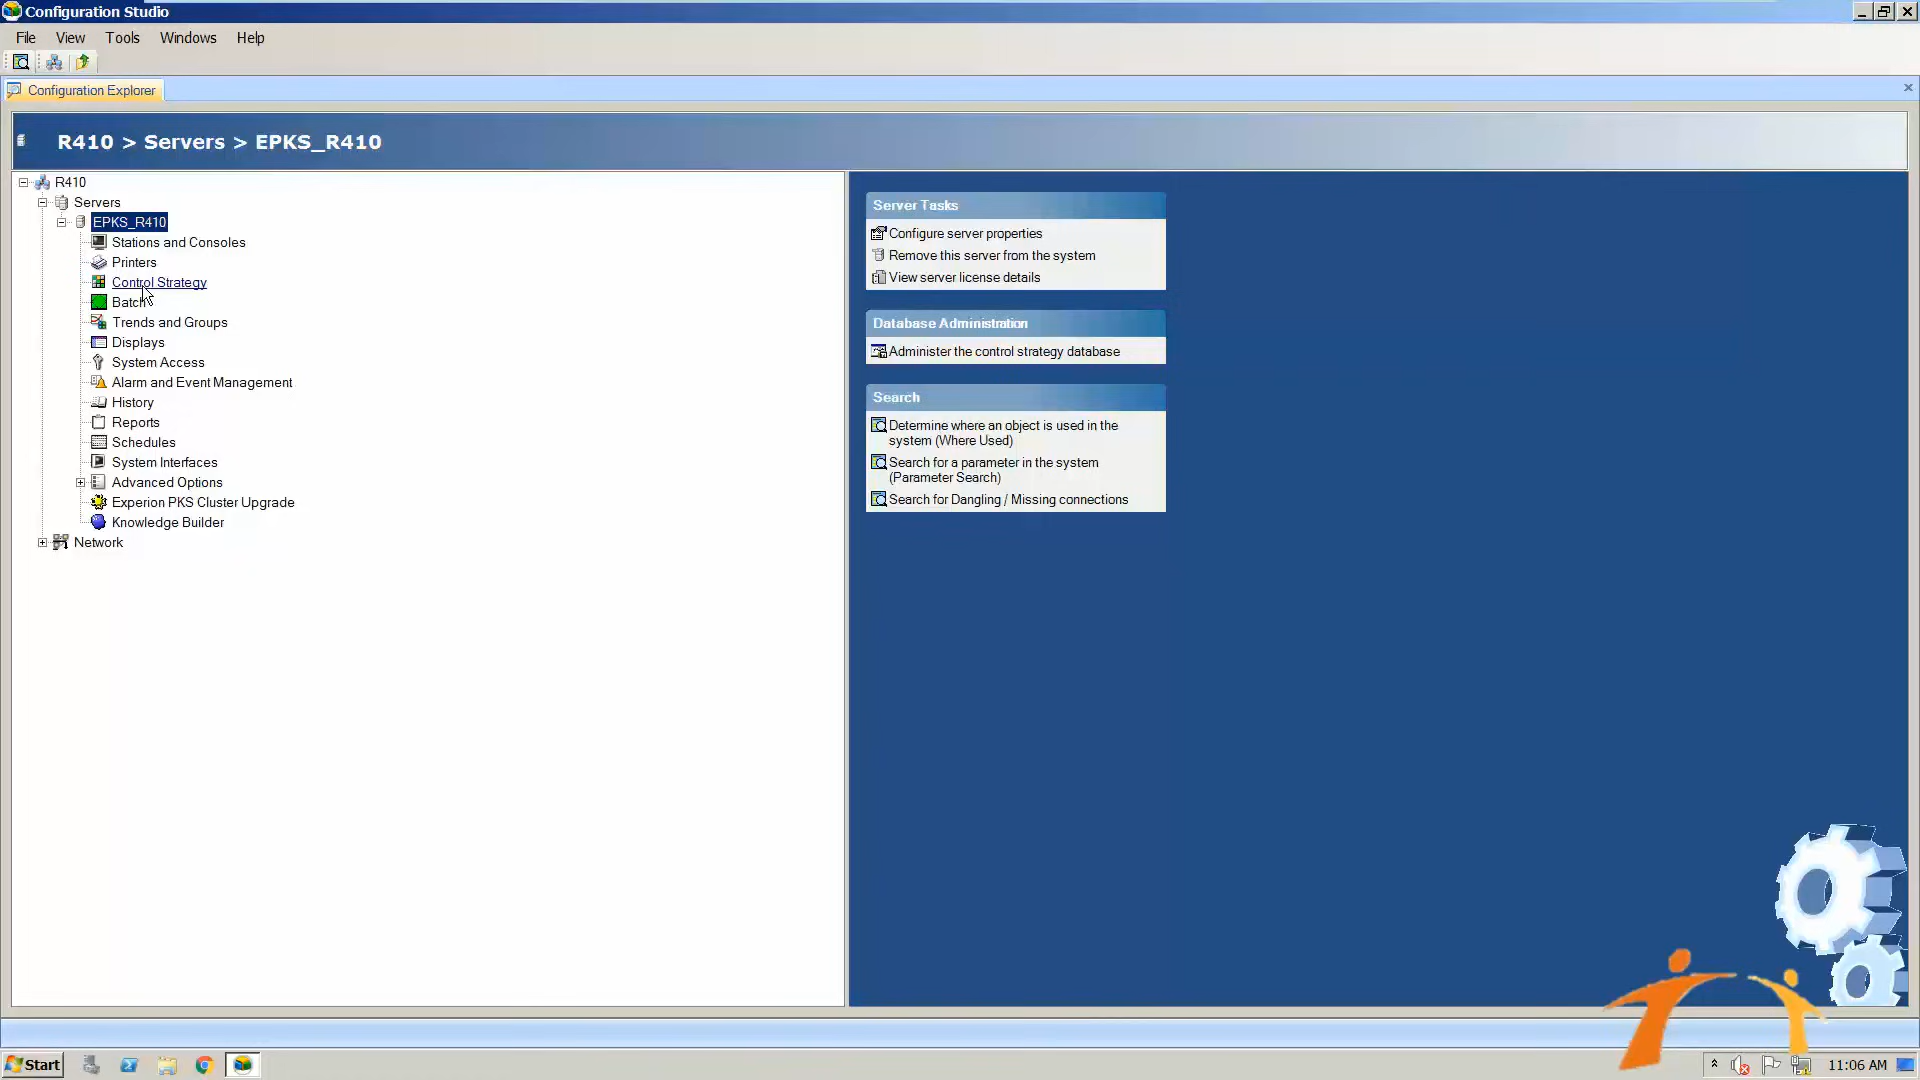 Configuration Studio
File View Tools Windows Help
Configuration Explorer
R410 > Servers > EPKS_R410
R410
Servers
EPKS_R410
Stations and Consoles
Printers
Control Strategy
Batch
Trends and Groups
Displays
System Access
Alarm and Event Management
History
Reports
Schedules
System Interfaces
Advanced Options
Experion PKS Cluster Upgrade
Knowledge Builder
Network
Server Tasks
Configure server properties
Remove this server from the system
View server license details
Database Administration
Administer the control strategy database
Search
Determine where an object is used in the
system (Where Used)
Search for a parameter in the system
(Parameter Search)
Search for Dangling / Missing connections
Start
11:06 AM